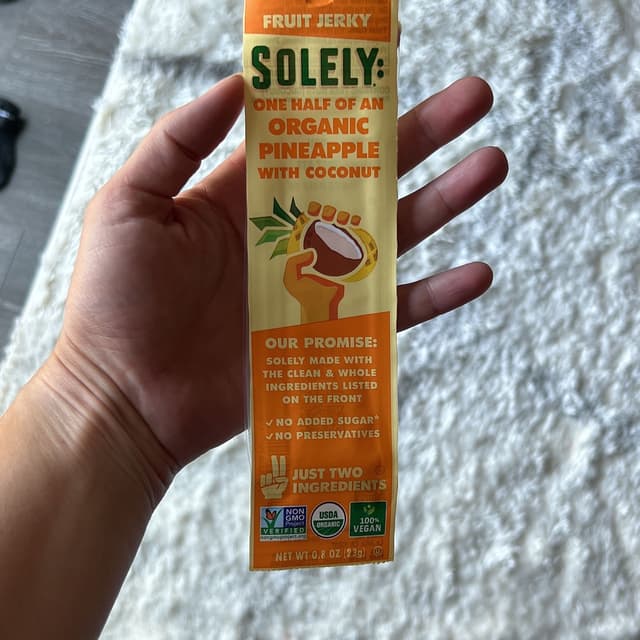 FRUIT JERKY
SOLELY:
ONE HALF OF AN
ORGANIC
PINEAPPLE
WITH COCONUT
OUR PROMISE:
SOLELY MADE WITH
THE CLEAN & WHOLE
INGREDIENTS LISTED
ON THE FRONT
✓ NO ADDED SUGAR*
✓ NO PRESERVATIVES
JUST TWO
INGREDIENTS
NON
GMO
Project
VERIFIED
nongmoproject.org
USDA
ORGANIC
100%
VEGAN
NET WT 0.8 OZ (23g) U